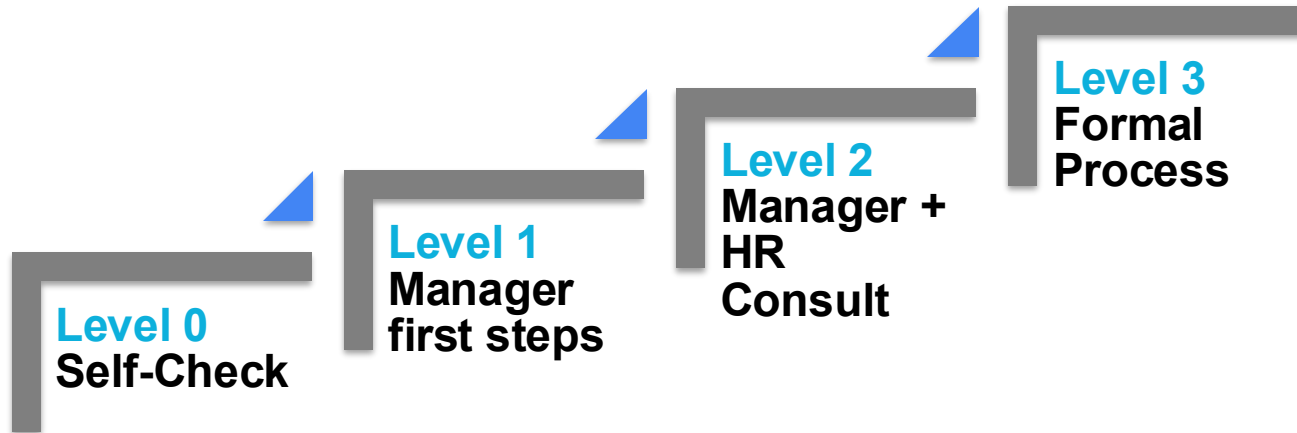 Level 0
Self-Check
Level 1
Manager
first steps
Level 2
Manager +
HR
Consult
Level 3
Formal
Process